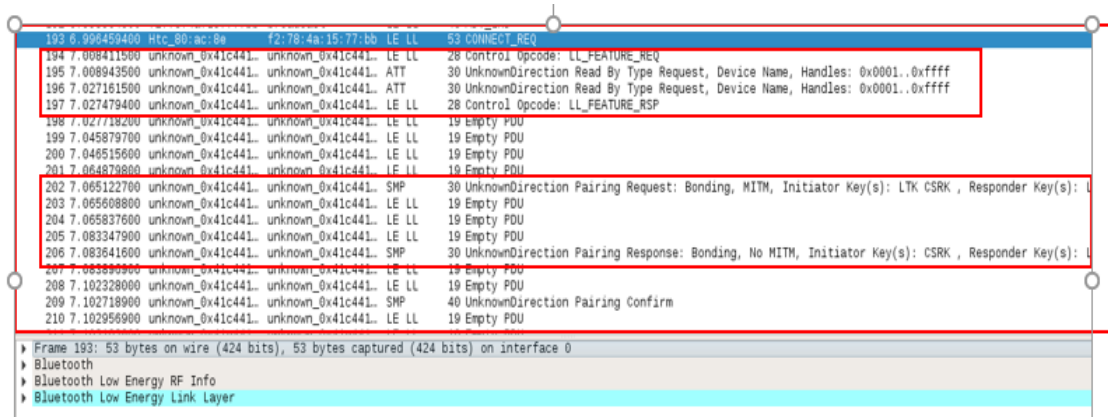 193 6.996459400 Htc_80:ac:8e f2:78:4a:15:77:bb LE LL 53 CONNECT_REQ
194 7.008411500 unknown_0x41c441… unknown_0x41c441… LE LL 28 Control Opcode: LL_FEATURE_REQ
195 7.008943500 unknown_0x41c441… unknown_0x41c441… ATT 30 UnknownDirection Read By Type Request, Device Name, Handles: 0x0001..0xffff
196 7.027161500 unknown_0x41c441… unknown_0x41c441… ATT 30 UnknownDirection Read By Type Request, Device Name, Handles: 0x0001..0xffff
197 7.027479400 unknown_0x41c441… unknown_0x41c441… LE LL 28 Control Opcode: LL_FEATURE_RSP
198 7.027718200 unknown_0x41c441… unknown_0x41c441… LE LL 19 Empty PDU
199 7.045879700 unknown_0x41c441… unknown_0x41c441… LE LL 19 Empty PDU
200 7.046515600 unknown_0x41c441… unknown_0x41c441… LE LL 19 Empty PDU
201 7.064879800 unknown_0x41c441… unknown_0x41c441… LE LL 19 Empty PDU
202 7.065122700 unknown_0x41c441… unknown_0x41c441… SMP 30 UnknownDirection Pairing Request: Bonding, MITM, Initiator Key(s): LTK CSRK , Responder Key(s): L
203 7.065608800 unknown_0x41c441… unknown_0x41c441… LE LL 19 Empty PDU
204 7.065837600 unknown_0x41c441… unknown_0x41c441… LE LL 19 Empty PDU
205 7.083347900 unknown_0x41c441… unknown_0x41c441… LE LL 19 Empty PDU
206 7.083641600 unknown_0x41c441… unknown_0x41c441… SMP 30 UnknownDirection Pairing Response: Bonding, No MITM, Initiator Key(s): CSRK , Responder Key(s): L
207 7.083896900 unknown_0x41c441… unknown_0x41c441… LE LL 19 Empty PDU
208 7.102328000 unknown_0x41c441… unknown_0x41c441… LE LL 19 Empty PDU
209 7.102718900 unknown_0x41c441… unknown_0x41c441… SMP 40 UnknownDirection Pairing Confirm
210 7.102956900 unknown_0x41c441… unknown_0x41c441… LE LL 19 Empty PDU
Frame 193: 53 bytes on wire (424 bits), 53 bytes captured (424 bits) on interface 0
Bluetooth
Bluetooth Low Energy RF Info
Bluetooth Low Energy Link Layer